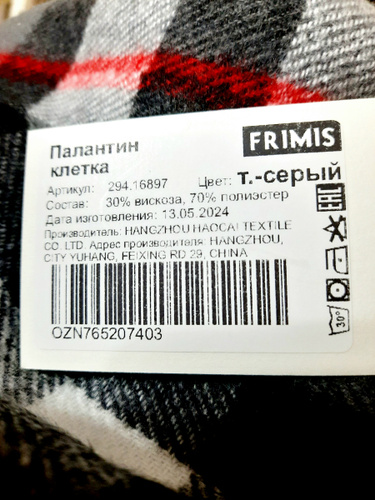 FRIMIS
Палантин
клетка
Артикул: 294.16897 Цвет: т.-серый
Состав: 30% вискоза, 70% полиэстер
Дата изготовления: 13.05.2024
Производитель: HANGZHOU HAOCAI TEXTILE
CO. LTD. Адрес производителя: HANGZHOU,
CITY YUHANG, FEIXING RD 29, CHINA
OZN765207403
EAC
30°